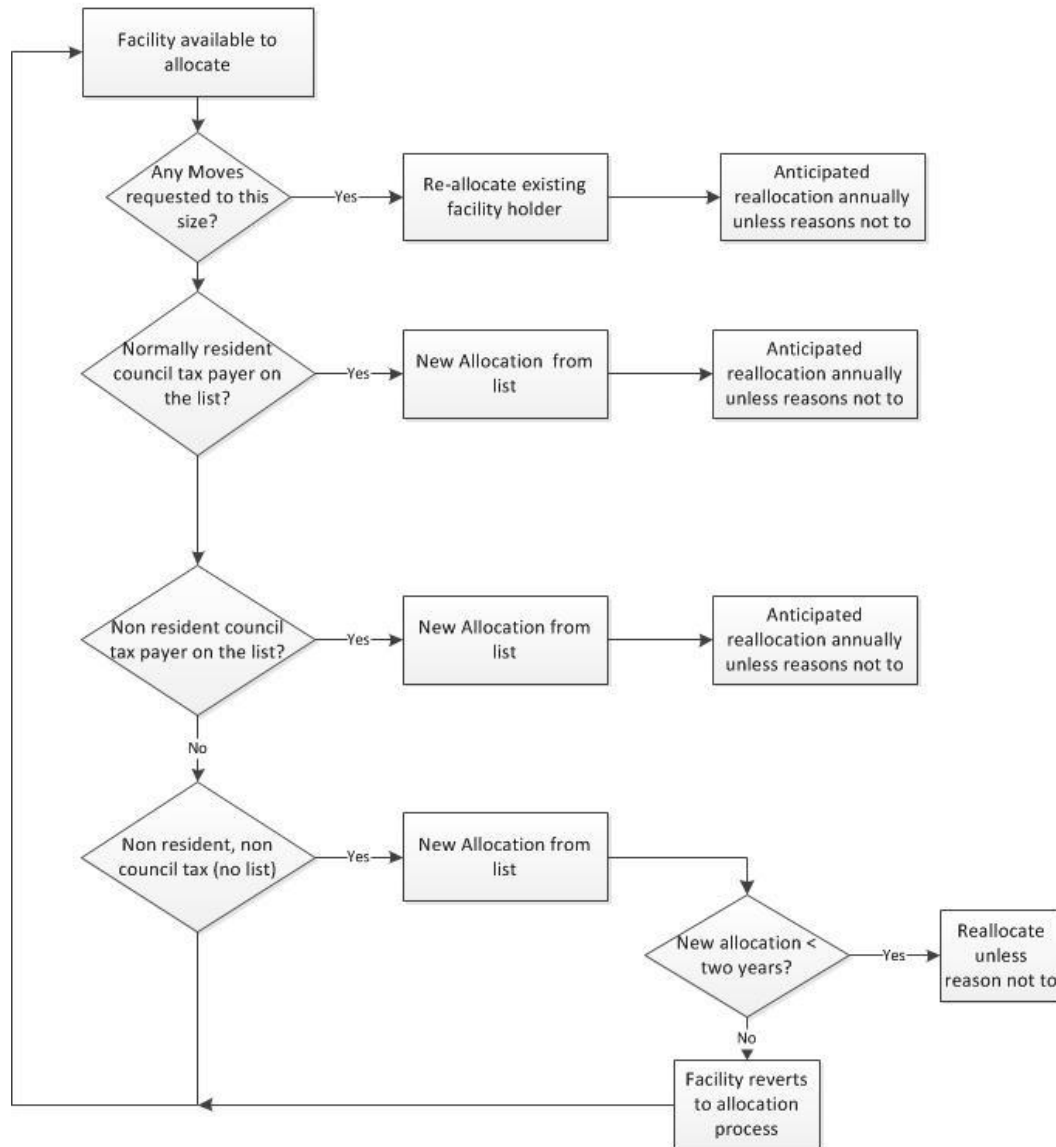 Facility available to
allocate
Any Moves
requested to this
size?
Yes
Re-allocate existing
facility holder
Anticipated
reallocation annually
unless reasons not to
Normally resident
council tax payer on
the list?
Yes
New Allocation from
list
Anticipated
reallocation annually
unless reasons not to
Non resident council
tax payer on the list?
Yes
New Allocation from
list
Anticipated
reallocation annually
unless reasons not to
No
Non resident, non
council tax (no list)
Yes
New Allocation from
list
New allocation <
two years?
Yes
Reallocate
unless
reason not to
No
Facility reverts
to allocation
process